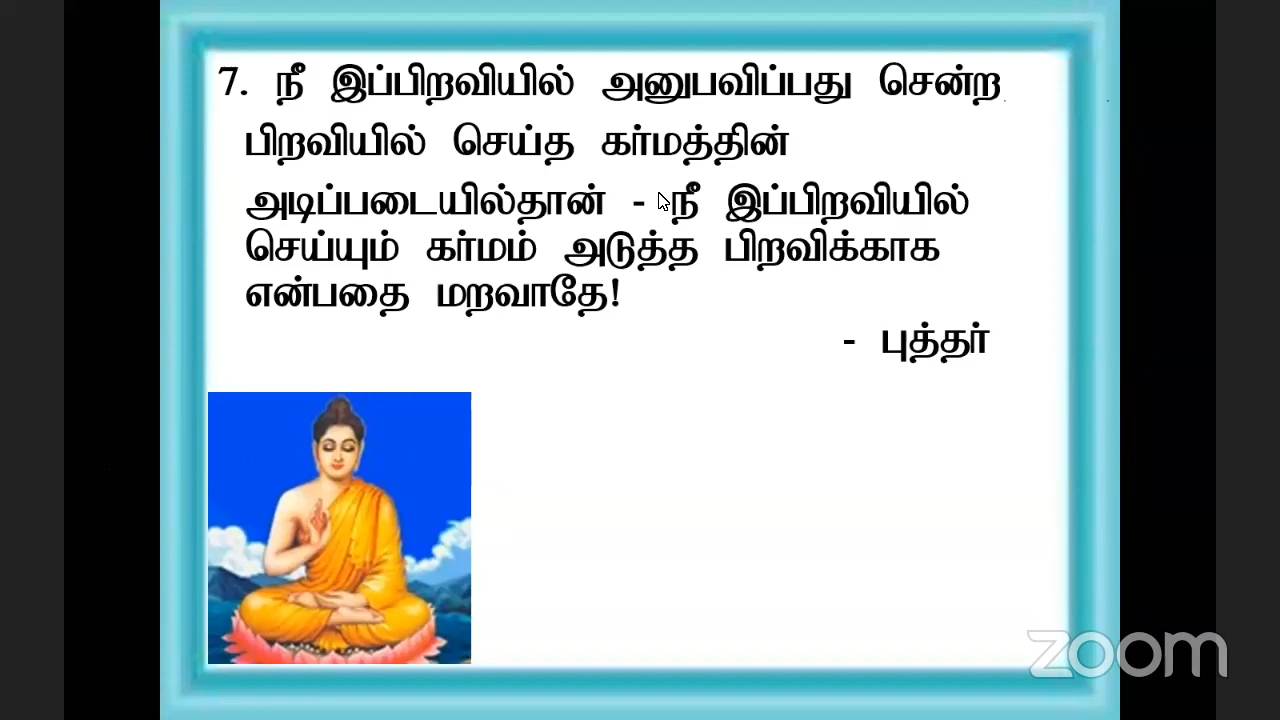 7. நீ இப்பிறவியில் அனுபவிப்பது சென்ற
பிறவியில் செய்த கர்மத்தின்
அடிப்படையில்தான் - நீ இப்பிறவியில்
செய்யும் கர்மம் அடுத்த பிறவிக்காக
என்பதை மறவாதே!
- புத்தர்
zoom